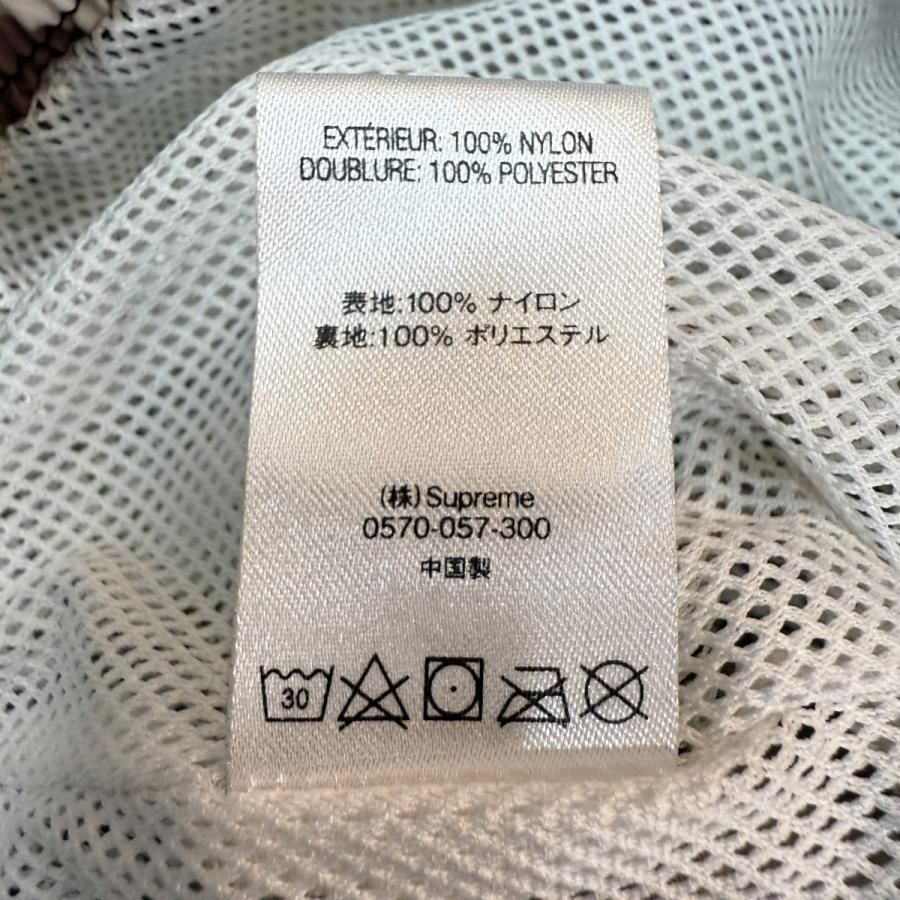 EXTÉRIEUR: 100% NYLON
DOUBLURE: 100% POLYESTER
表地:100% ナイロン
裏地:100% ポリエステル
(株)Supreme
0570-057-300
中国製
30